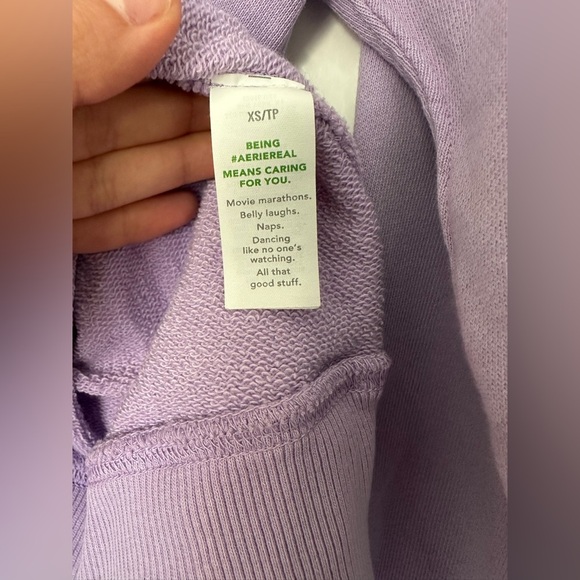 XS/TP
BEING
#AERIEREAL
MEANS CARING
FOR YOU.
Movie marathons.
Belly laughs.
Naps.
Dancing
like no one's
watching.
All that
good stuff.